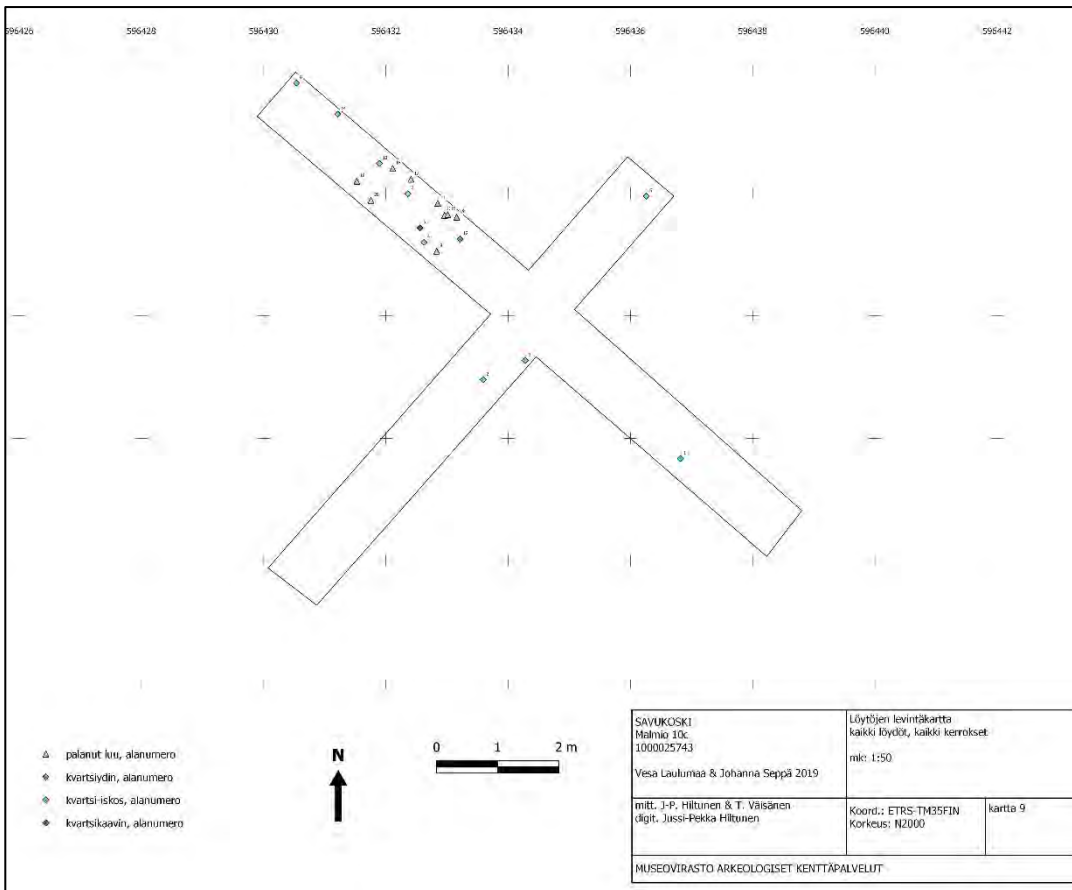 596426 596428 596430 596432 596434 596436 596438 596440 596442
palanut luu, alanumero
kvartsiydin, alanumero
kvartsi-iskos, alanumero
kvartsikaavin, alanumero
N
0 1 2 m
SAVUKOSKI
Malmio 10c
1000025743
Vesa Laulumaa & Johanna Seppä 2019
Löytöjen levintäkartta
kaikki löydöt, kaikki kerrokset
mk: 1:50
mitt. J-P. Hiltunen & T. Väisänen
digit. Jussi-Pekka Hiltunen
Koord.: ETRS-TM35FIN
Korkeus: N2000
kartta 9
MUSEOVIRASTO ARKEOLOGISET KENTTÄPALVELUT